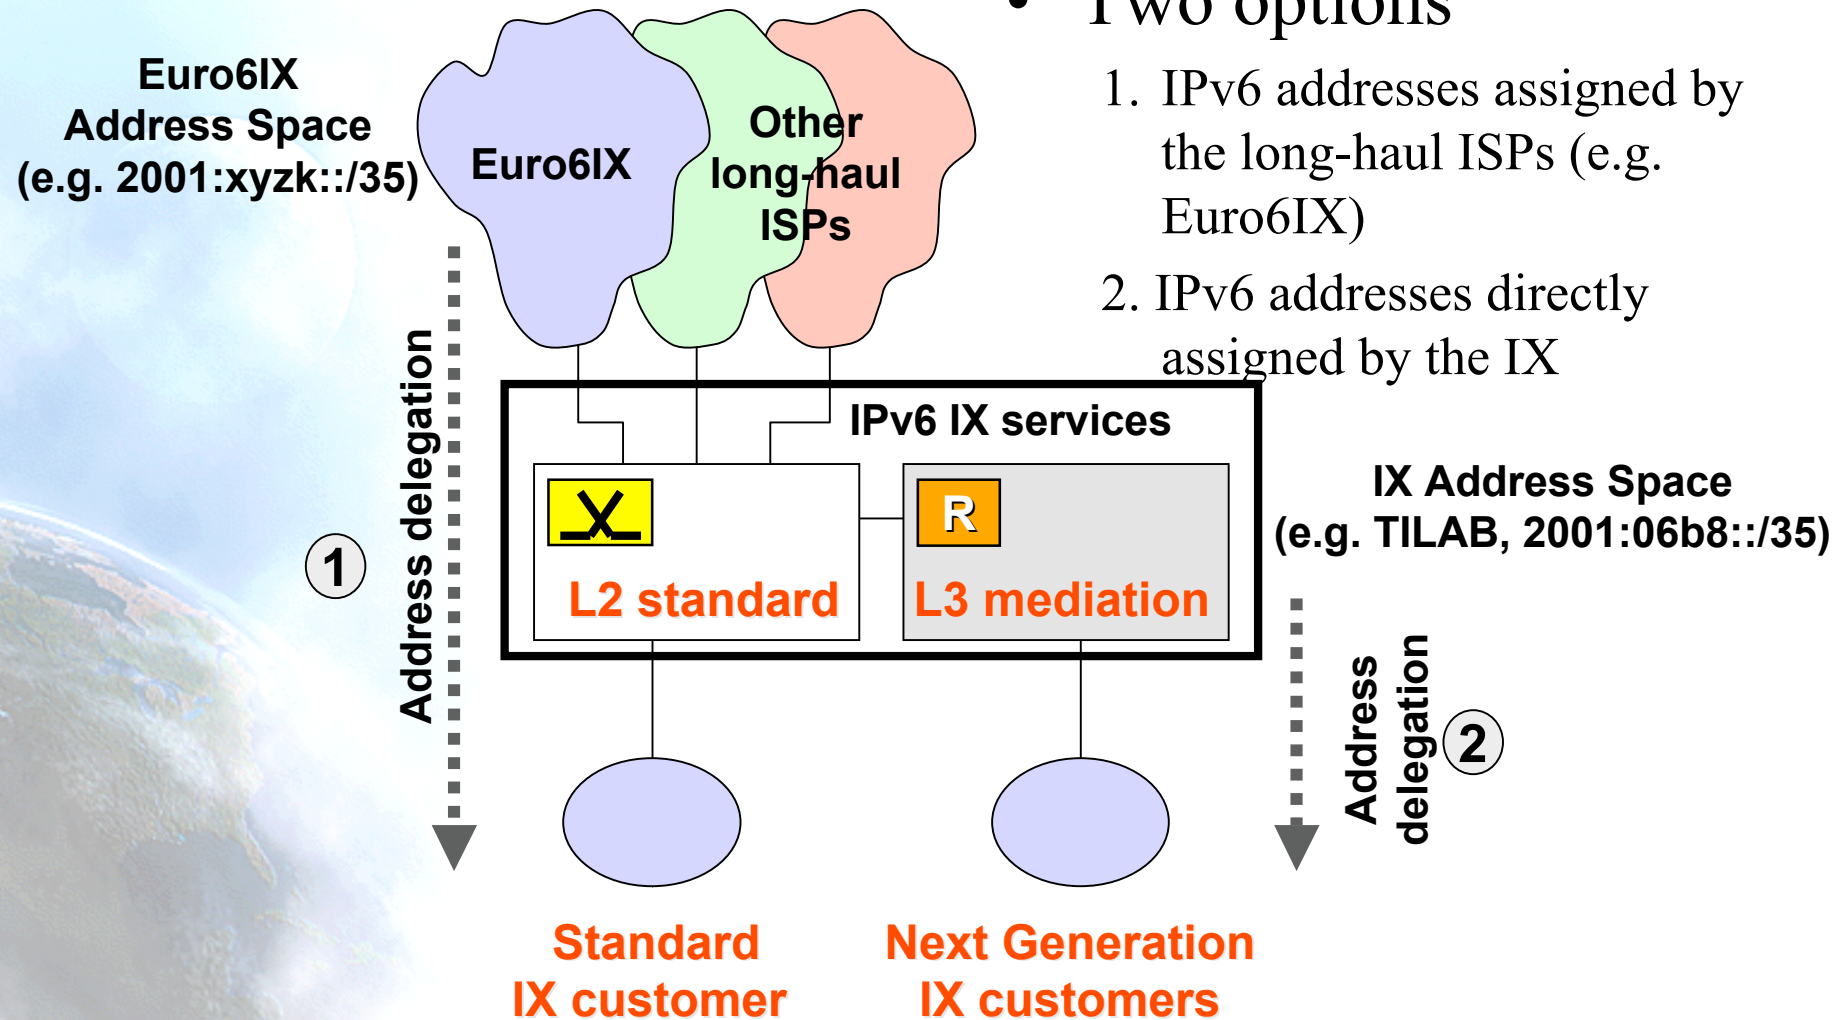 • Two options
1. IPv6 addresses assigned by
the long-haul ISPs (e.g.
Euro6IX)
2. IPv6 addresses directly
assigned by the IX
Euro6IX
Address Space
(e.g. 2001:xyzk::/35)
Euro6IX
Other
long-haul
ISPs
Address delegation
1
IPv6 IX services
L2 standard
R
L3 mediation
IX Address Space
(e.g. TILAB, 2001:06b8::/35)
Address
delegation
2
Standard
IX customer
Next Generation
IX customers